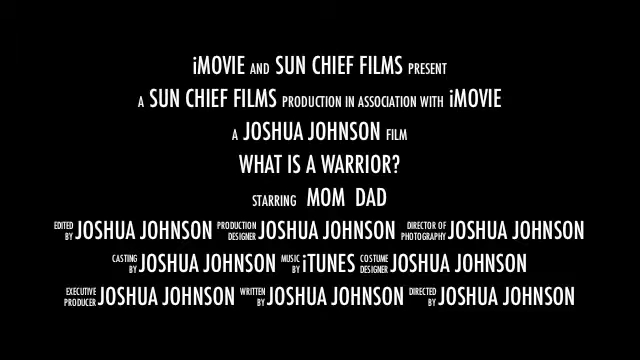 iMOVIE AND SUN CHIEF FILMS PRESENT
A SUN CHIEF FILMS PRODUCTION IN ASSOCIATION WITH iMOVIE
A JOSHUA JOHNSON FILM
WHAT IS A WARRIOR?
STARRING MOM DAD
EDITED BY JOSHUA JOHNSON PRODUCTION DESIGNER JOSHUA JOHNSON DIRECTOR OF PHOTOGRAPHY JOSHUA JOHNSON
CASTING BY JOSHUA JOHNSON MUSIC BY iTUNES COSTUME DESIGNER JOSHUA JOHNSON
EXECUTIVE PRODUCER JOSHUA JOHNSON WRITTEN BY JOSHUA JOHNSON DIRECTED BY JOSHUA JOHNSON